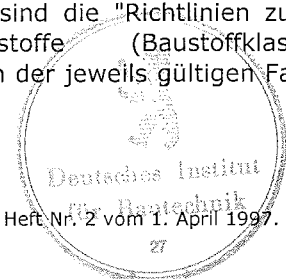 sind die "Richtlinien zu
stoffe (Baustoffklas
n der jeweils gültigen Fa
Deutsches Institut
für Bautechnik
Heft Nr. 2 vom 1. April 1997.
27